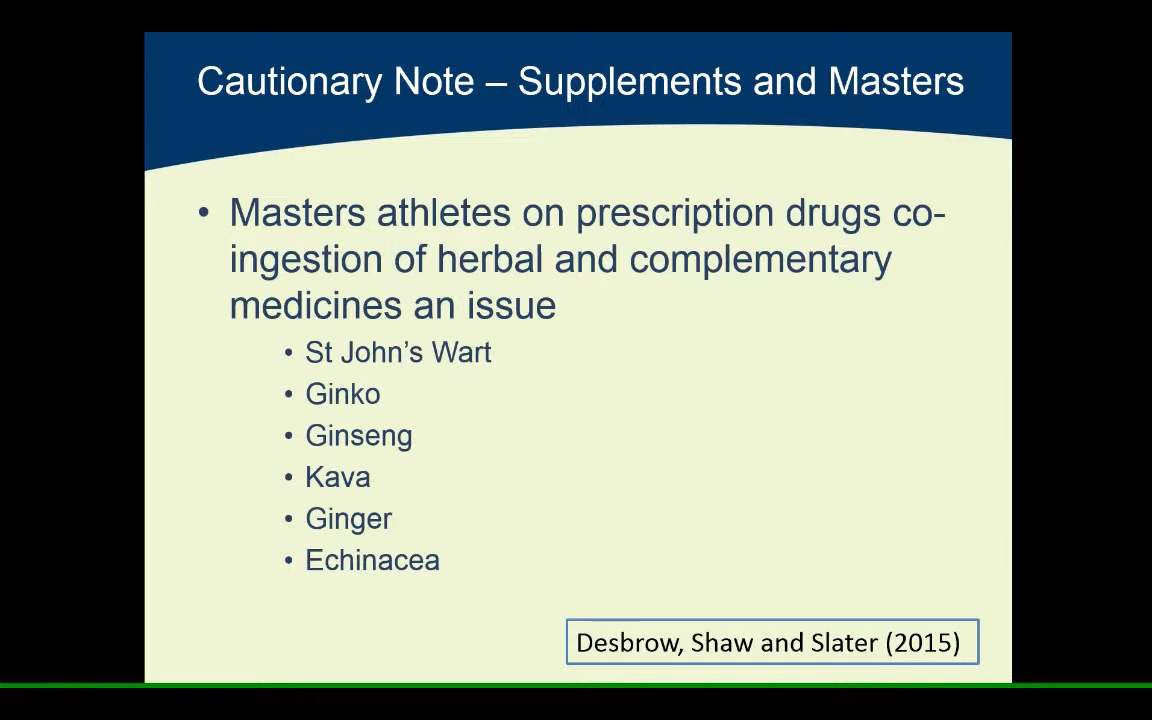 Cautionary Note – Supplements and Masters
• Masters athletes on prescription drugs co-
ingestion of herbal and complementary
medicines an issue
• St John’s Wart
• Ginko
• Ginseng
• Kava
• Ginger
• Echinacea
Desbrow, Shaw and Slater (2015)